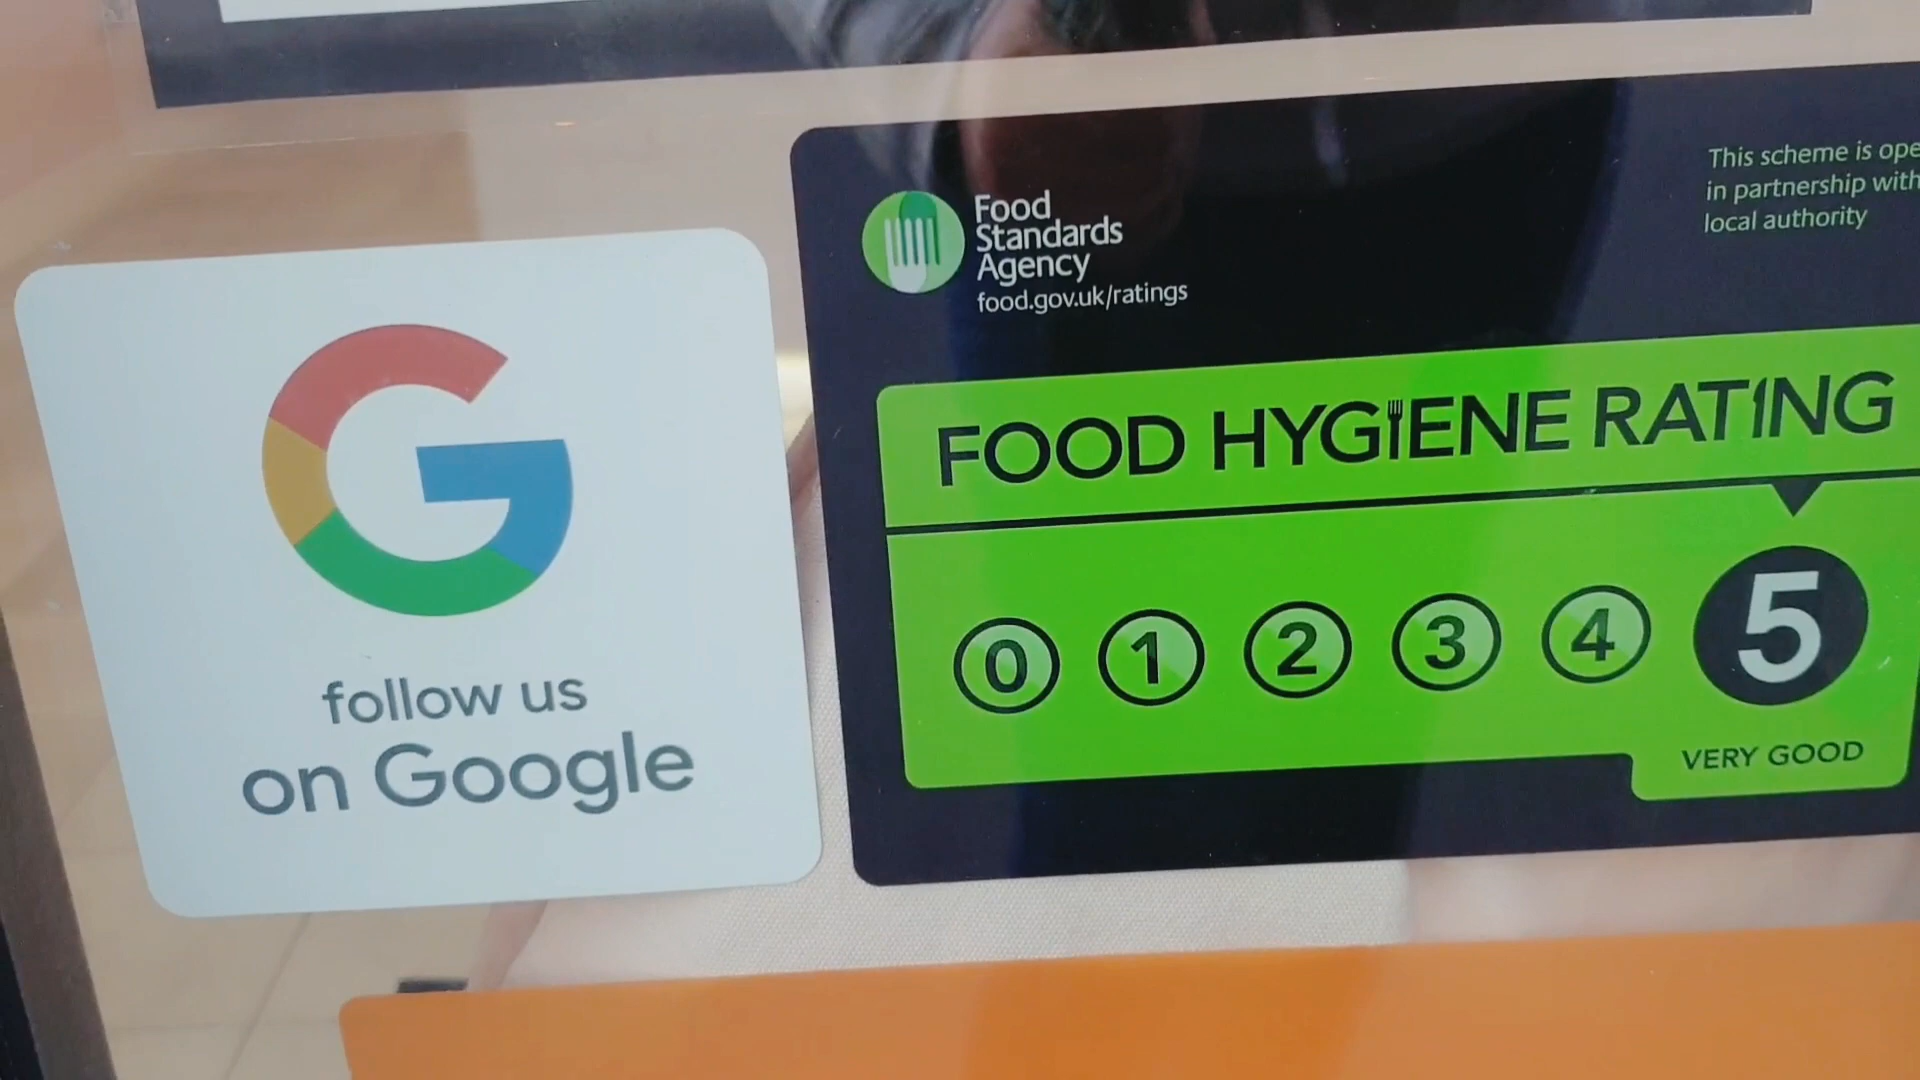 follow us
on Google
Food
Standards
Agency
food.gov.uk/ratings
This scheme is
in partnership with
local authority
FOOD HYGIENE RATING
0 1 2 3 4 5
VERY GOOD